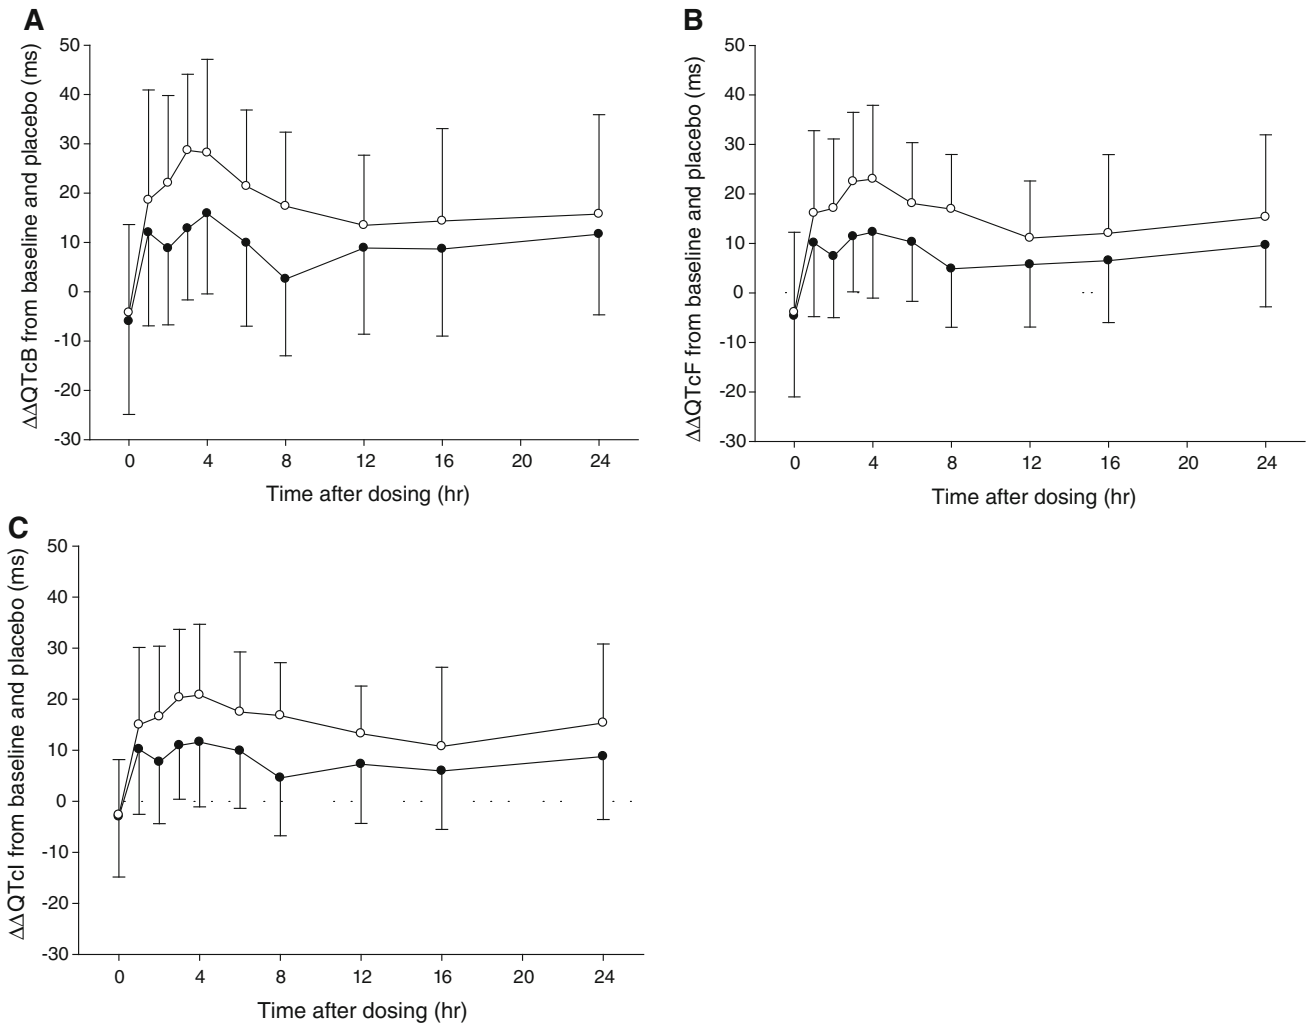 A
ΔΔQTcB from baseline and placebo (ms)
50
40
30
20
10
0
-10
-20
-30
0 4 8 12 16 20 24
Time after dosing (hr)
B
ΔΔQTcF from baseline and placebo (ms)
50
40
30
20
10
0
-10
-20
-30
0 4 8 12 16 20 24
Time after dosing (hr)
C
ΔΔQTcI from baseline and placebo (ms)
50
40
30
20
10
0
-10
-20
-30
0 4 8 12 16 20 24
Time after dosing (hr)